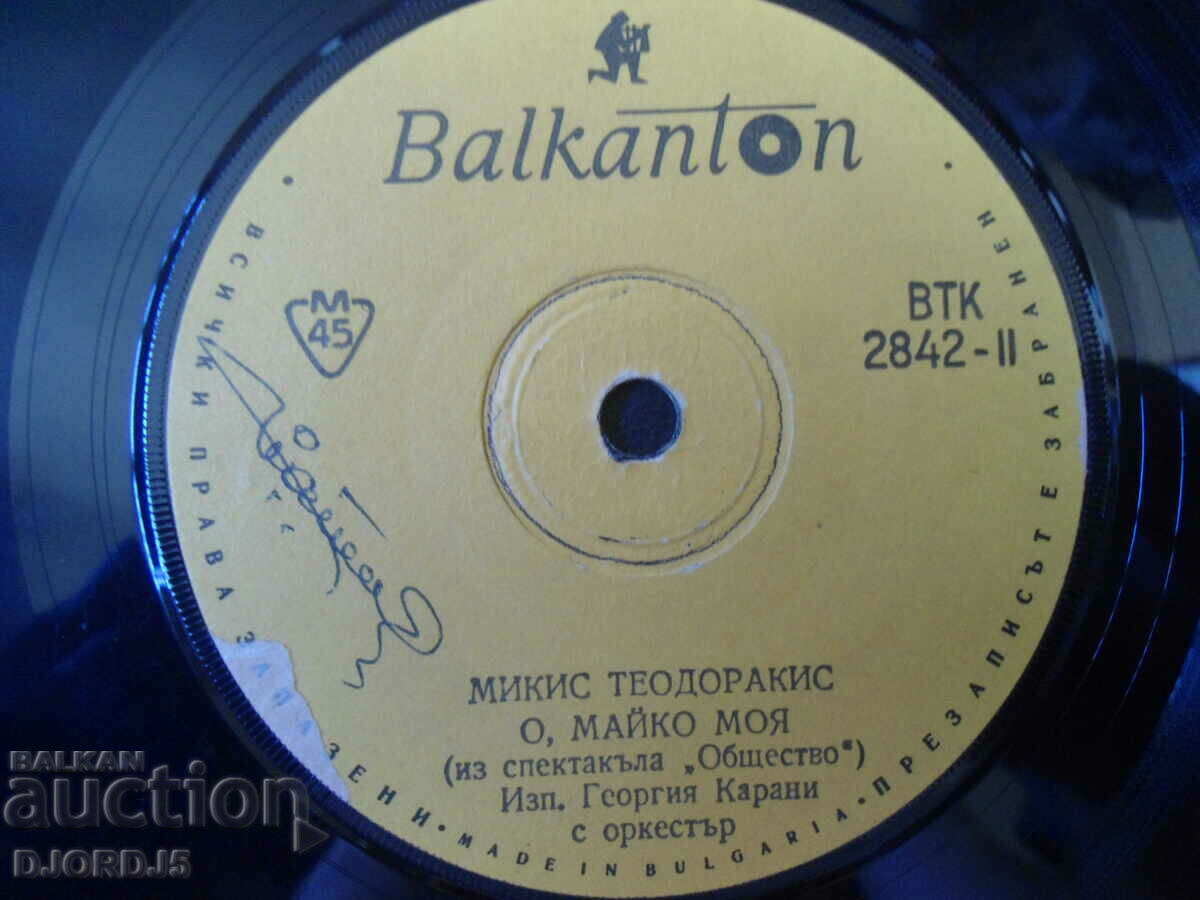 Balkanton
M
45
ВТК
2842-II
МИКИС ТЕОДОРАКИС
О, МАЙКО МОЯ
(из спектакъла „Общество“)
Изп. Георгия Карани
с оркестър
ВСИЧКИ ПРАВА ЗАПАЗЕНИ • MADE IN BULGARIA • ПРЕЗАПИСЪТ Е ЗАБРАНЕН
BALKAN
auction
DJORDJ5